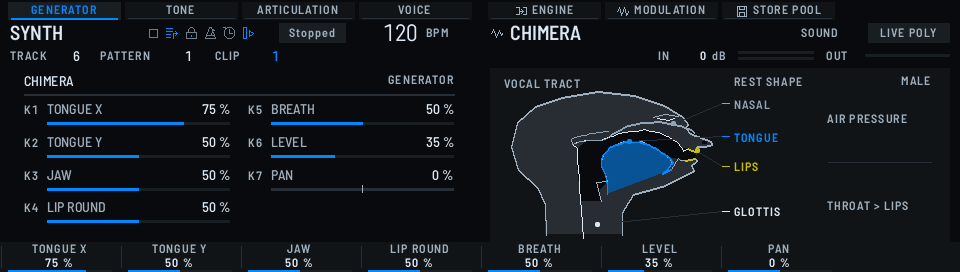 GENERATOR TONE ARTICULATION VOICE ENGINE MODULATION STORE POOL
SYNTH Stopped 120 BPM CHIMERA SOUND LIVE POLY
TRACK 6 PATTERN 1 CLIP 1 IN 0 dB OUT
CHIMERA GENERATOR
K1 TONGUE X 75 % K5 BREATH 50 %
K2 TONGUE Y 50 % K6 LEVEL 35 %
K3 JAW 50 % K7 PAN 0 %
K4 LIP ROUND 50 %
VOCAL TRACT REST SHAPE MALE
NASAL
AIR PRESSURE
TONGUE
LIPS
THROAT > LIPS
GLOTTIS
TONGUE X TONGUE Y JAW LIP ROUND BREATH LEVEL PAN
75 % 50 % 50 % 50 % 50 % 35 % 0 %